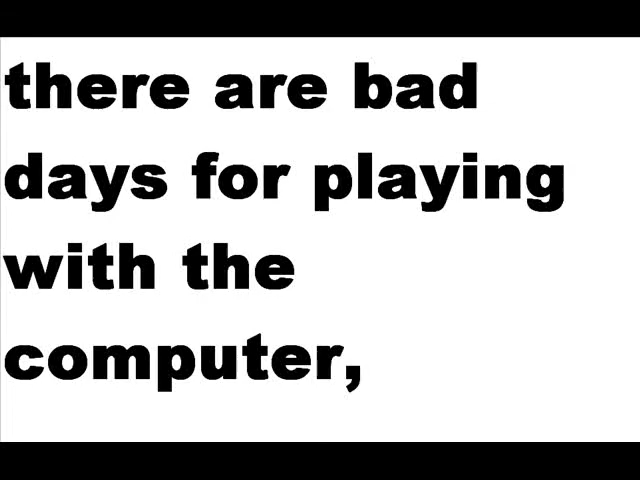 there are bad
days for playing
with the
computer,